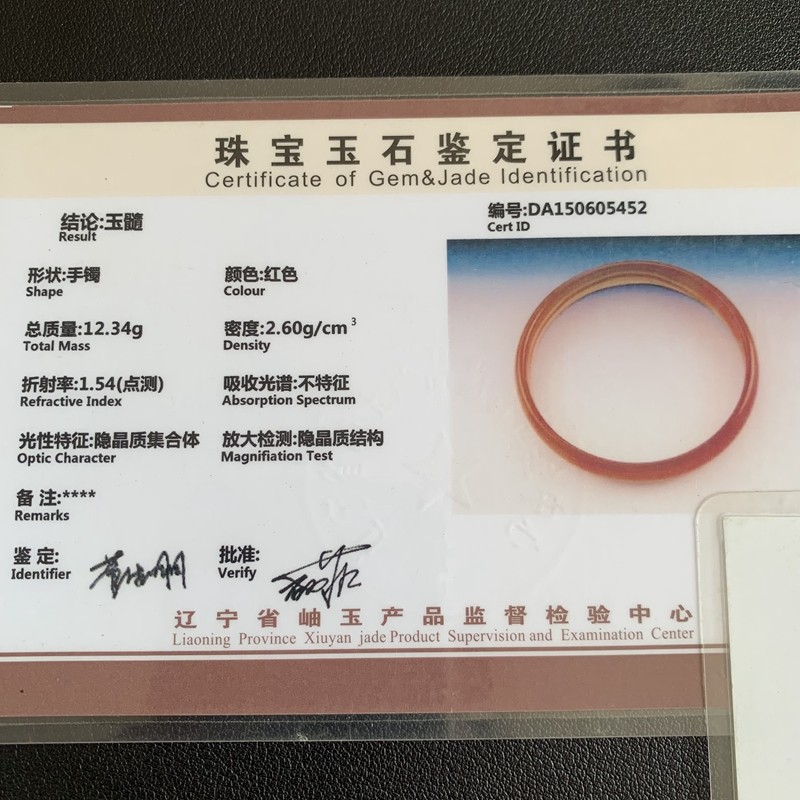 珠宝玉石鉴定证书
Certificate of Gem&Jade Identification
结论:玉髓
Result
编号:DA150605452
Cert ID
形状:手镯
Shape
颜色:红色
Colour
总质量:12.34g
Total Mass
密度:2.60g/cm³
Density
折射率:1.54(点测)
Refractive Index
吸收光谱:不特征
Absorption Spectrum
光性特征:隐晶质集合体
Optic Character
放大检测:隐晶质结构
Magnifiation Test
备 注:****
Remarks
鉴 定:
Identifier
批准:
Verify
辽宁省岫玉产品监督检验中心
Liaoning Province Xiuyan jade Product Supervision and Examination Center